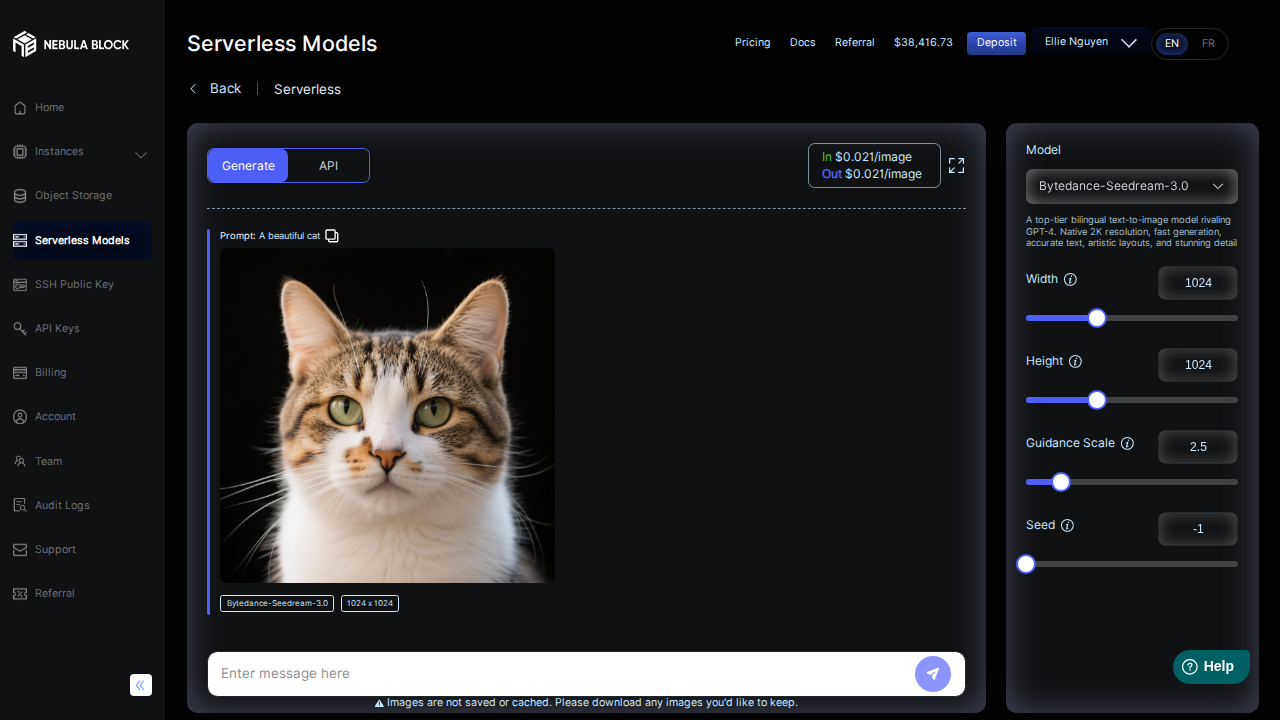 NEBULA BLOCK
Home
Instances
Object Storage
Serverless Models
SSH Public Key
API Keys
Billing
Account
Team
Audit Logs
Support
Referral
Serverless Models
Pricing
Docs
Referral
$38,416.73
Deposit
Ellie Nguyen
EN
FR
Back
Serverless
Generate
API
In $0.021/image
Out $0.021/image
Prompt: A beautiful cat
Bytedance-Seedream-3.0
1024 x 1024
Enter message here
Images are not saved or cached. Please download any images you'd like to keep.
Model
Bytedance-Seedream-3.0
A top-tier bilingual text-to-image model rivaling
GPT-4. Native 2K resolution, fast generation,
accurate text, artistic layouts, and stunning detail
Width
1024
Height
1024
Guidance Scale
2.5
Seed
-1
Help